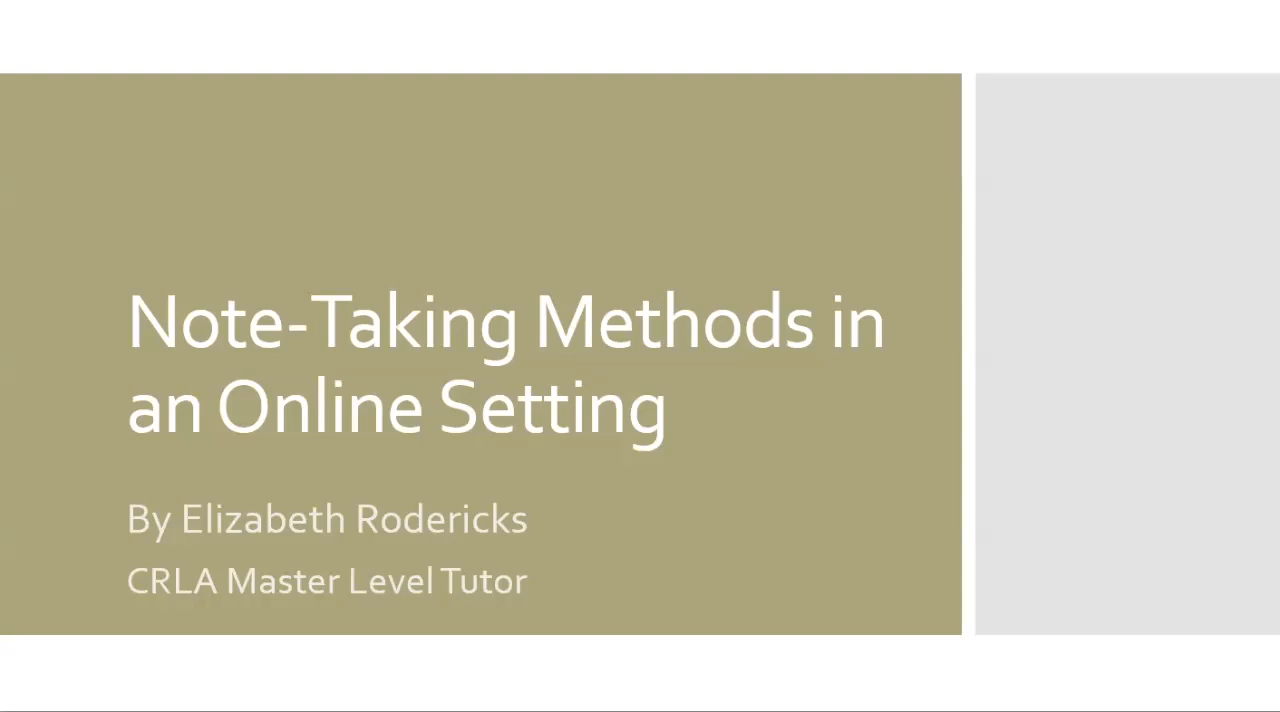 Note-Taking Methods in
an Online Setting
By Elizabeth Rodericks
CRLA Master Level Tutor